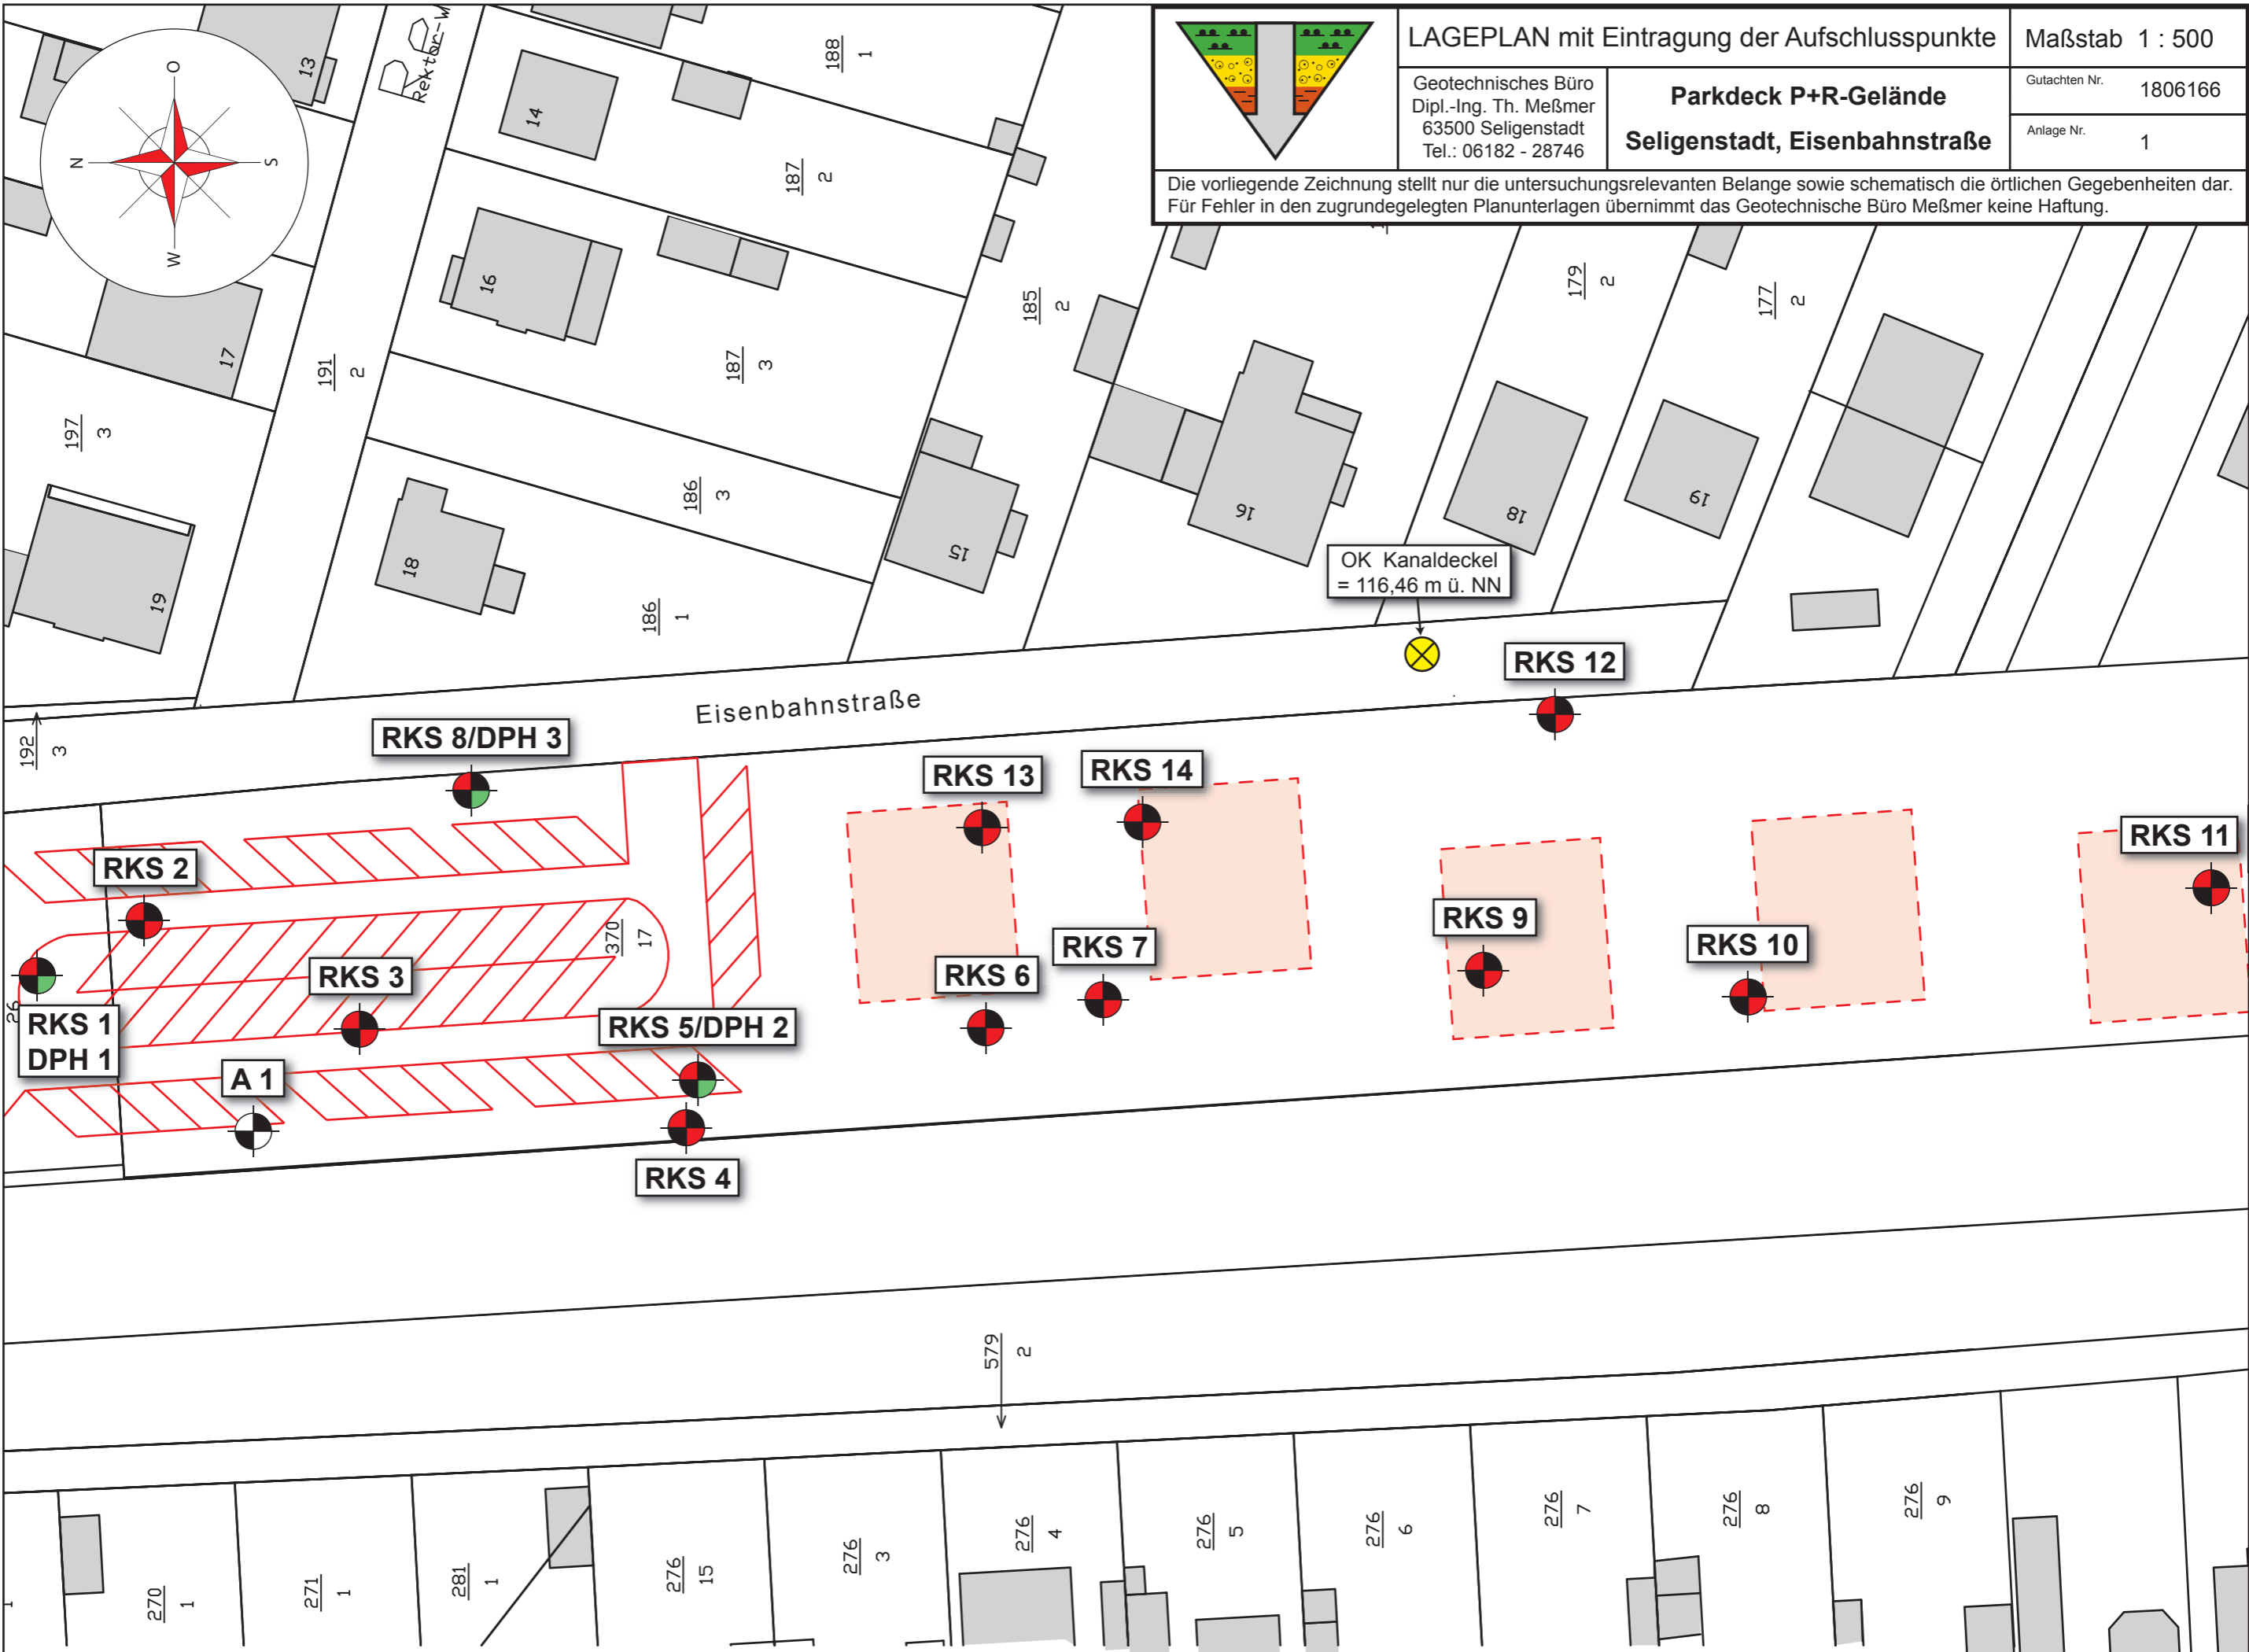 LAGEPLAN mit Eintragung der Aufschlusspunkte
Maßstab 1 : 500
Geotechnisches Büro
Dipl.-Ing. Th. Meßmer
63500 Seligenstadt
Tel.: 06182 - 28746
Parkdeck P+R-Gelände
Seligenstadt, Eisenbahnstraße
Gutachten Nr. 1806166
Anlage Nr. 1
Die vorliegende Zeichnung stellt nur die untersuchungsrelevanten Belange sowie schematisch die örtlichen Gegebenheiten dar.
Für Fehler in den zugrundegelegten Planunterlagen übernimmt das Geotechnische Büro Meßmer keine Haftung.
O
N
S
W
13
Rektor-W
14
188
1
187
2
16
17
191
2
187
3
185
2
179
2
177
2
197
3
186
3
18
19
186
1
15
16
18
19
OK Kanaldeckel
= 116,46 m ü. NN
RKS 12
Eisenbahnstraße
192
3
RKS 8/DPH 3
RKS 13
RKS 14
RKS 11
RKS 2
RKS 9
RKS 10
RKS 7
RKS 6
370
17
RKS 3
26
RKS 1
DPH 1
RKS 5/DPH 2
A 1
RKS 4
579
2
1
270
1
271
1
281
1
276
15
276
3
276
4
276
5
276
6
276
7
276
8
276
9